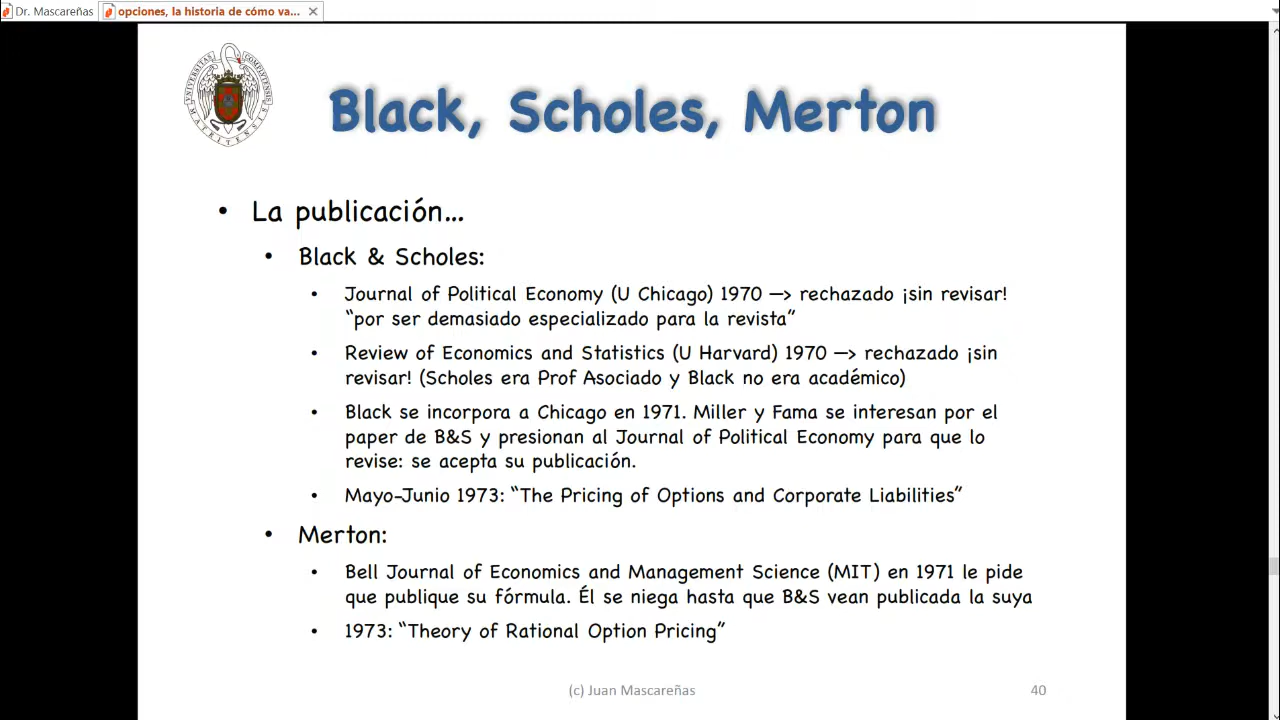 Dr. Mascareñas
opciones, la historia de cómo va...
UNIVERSITAS COMPLUTENSIS MATRITENSIS
Black, Scholes, Merton
• La publicación...
• Black & Scholes:
• Journal of Political Economy (U Chicago) 1970 —> rechazado ¡sin revisar!
“por ser demasiado especializado para la revista”
• Review of Economics and Statistics (U Harvard) 1970 —> rechazado ¡sin
revisar! (Scholes era Prof Asociado y Black no era académico)
• Black se incorpora a Chicago en 1971. Miller y Fama se interesan por el
paper de B&S y presionan al Journal of Political Economy para que lo
revise: se acepta su publicación.
• Mayo-Junio 1973: “The Pricing of Options and Corporate Liabilities”
• Merton:
• Bell Journal of Economics and Management Science (MIT) en 1971 le pide
que publique su fórmula. Él se niega hasta que B&S vean publicada la suya
• 1973: “Theory of Rational Option Pricing”
(c) Juan Mascareñas
40